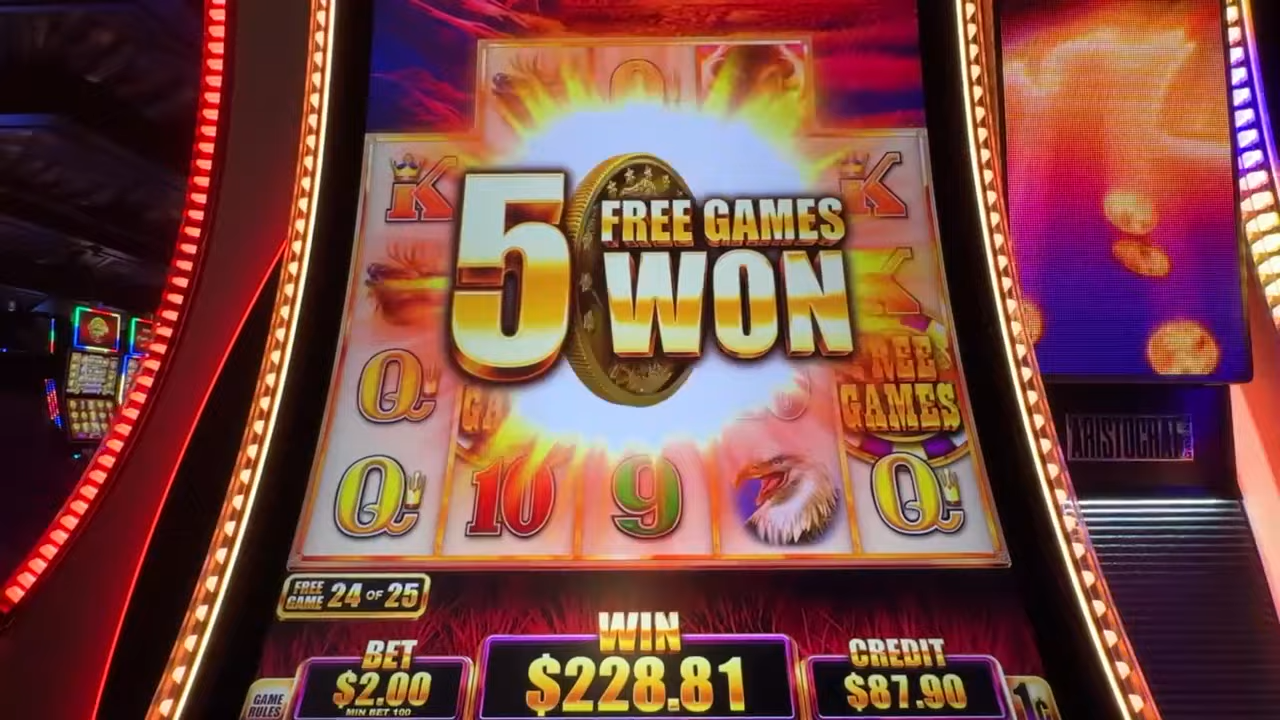 K
K
5
FREE GAMES
WON
K
Q
FREE
GAMES
Q
10
9
Q
ARISTOCRAT
FREE
GAME
24 OF 25
BET
$2.00
MIN BET 100
WIN
$228.81
CREDIT
$87.90
GAME
RULES
1¢